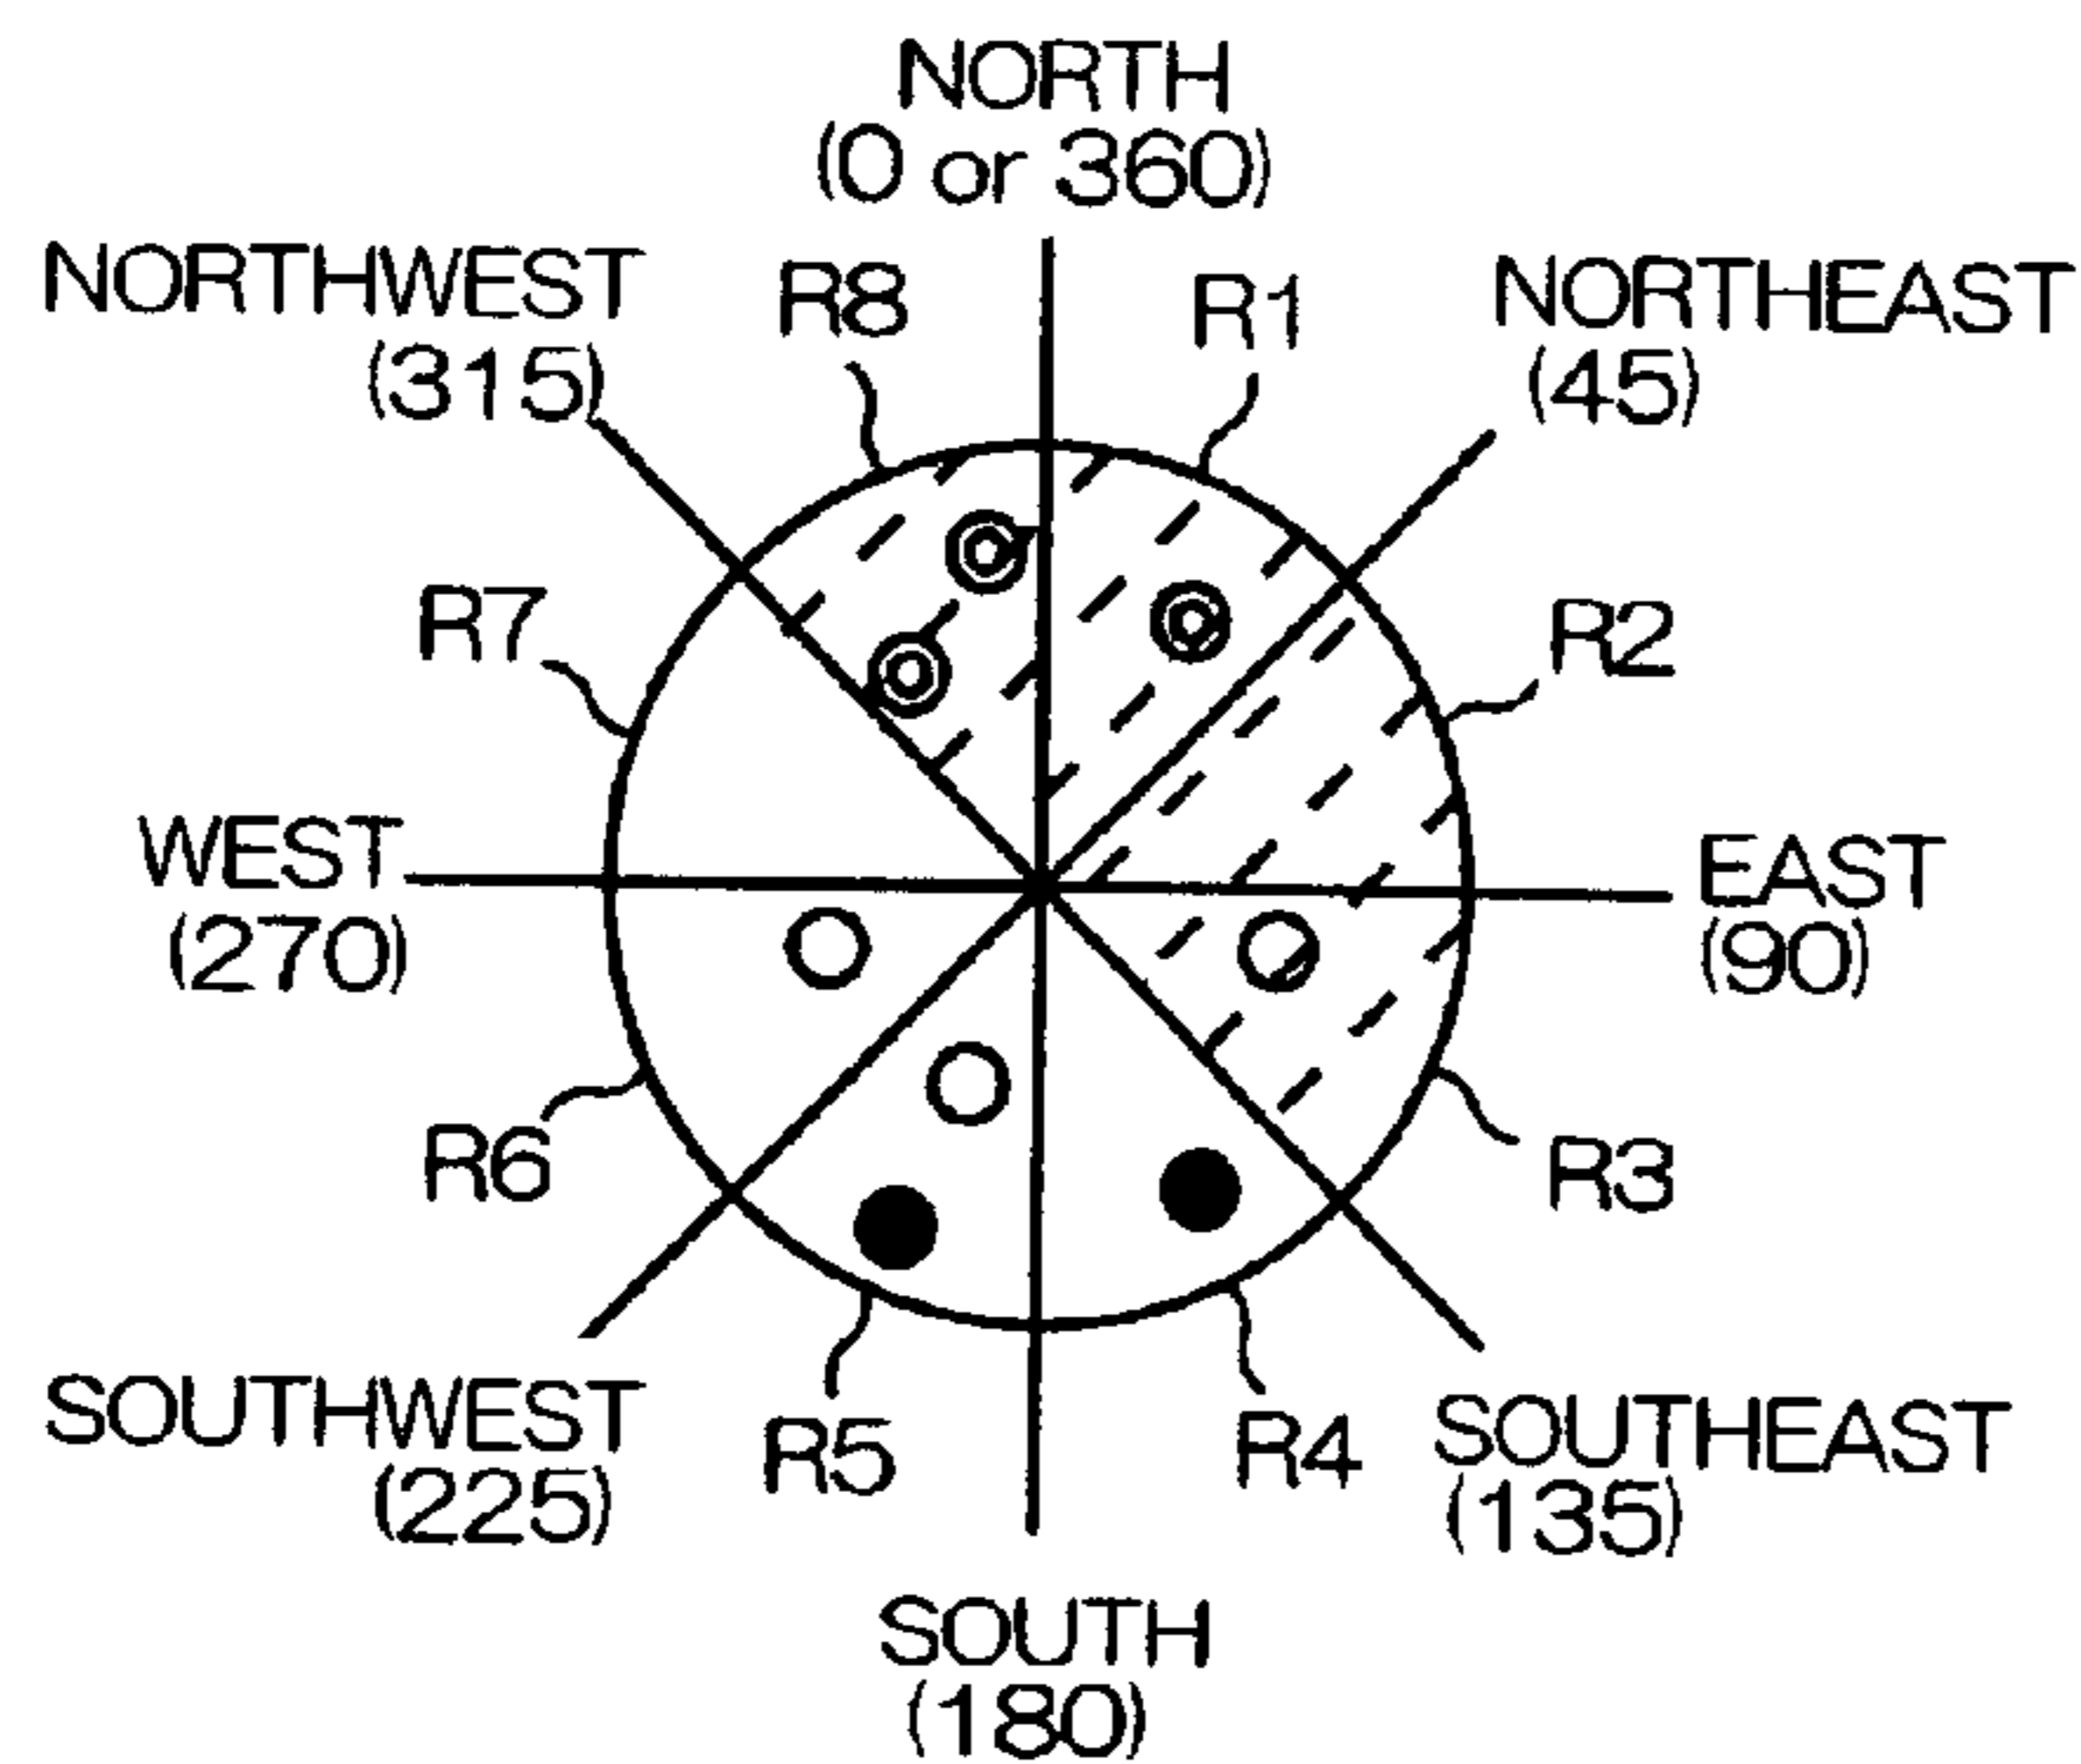 NORTH
(0 or 360)
NORTHWEST
(315)
R8
R1
NORTHEAST
(45)
R7
R2
WEST
(270)
EAST
(90)
R6
R3
SOUTHWEST
(225)
R5
R4
SOUTHEAST
(135)
SOUTH
(180)